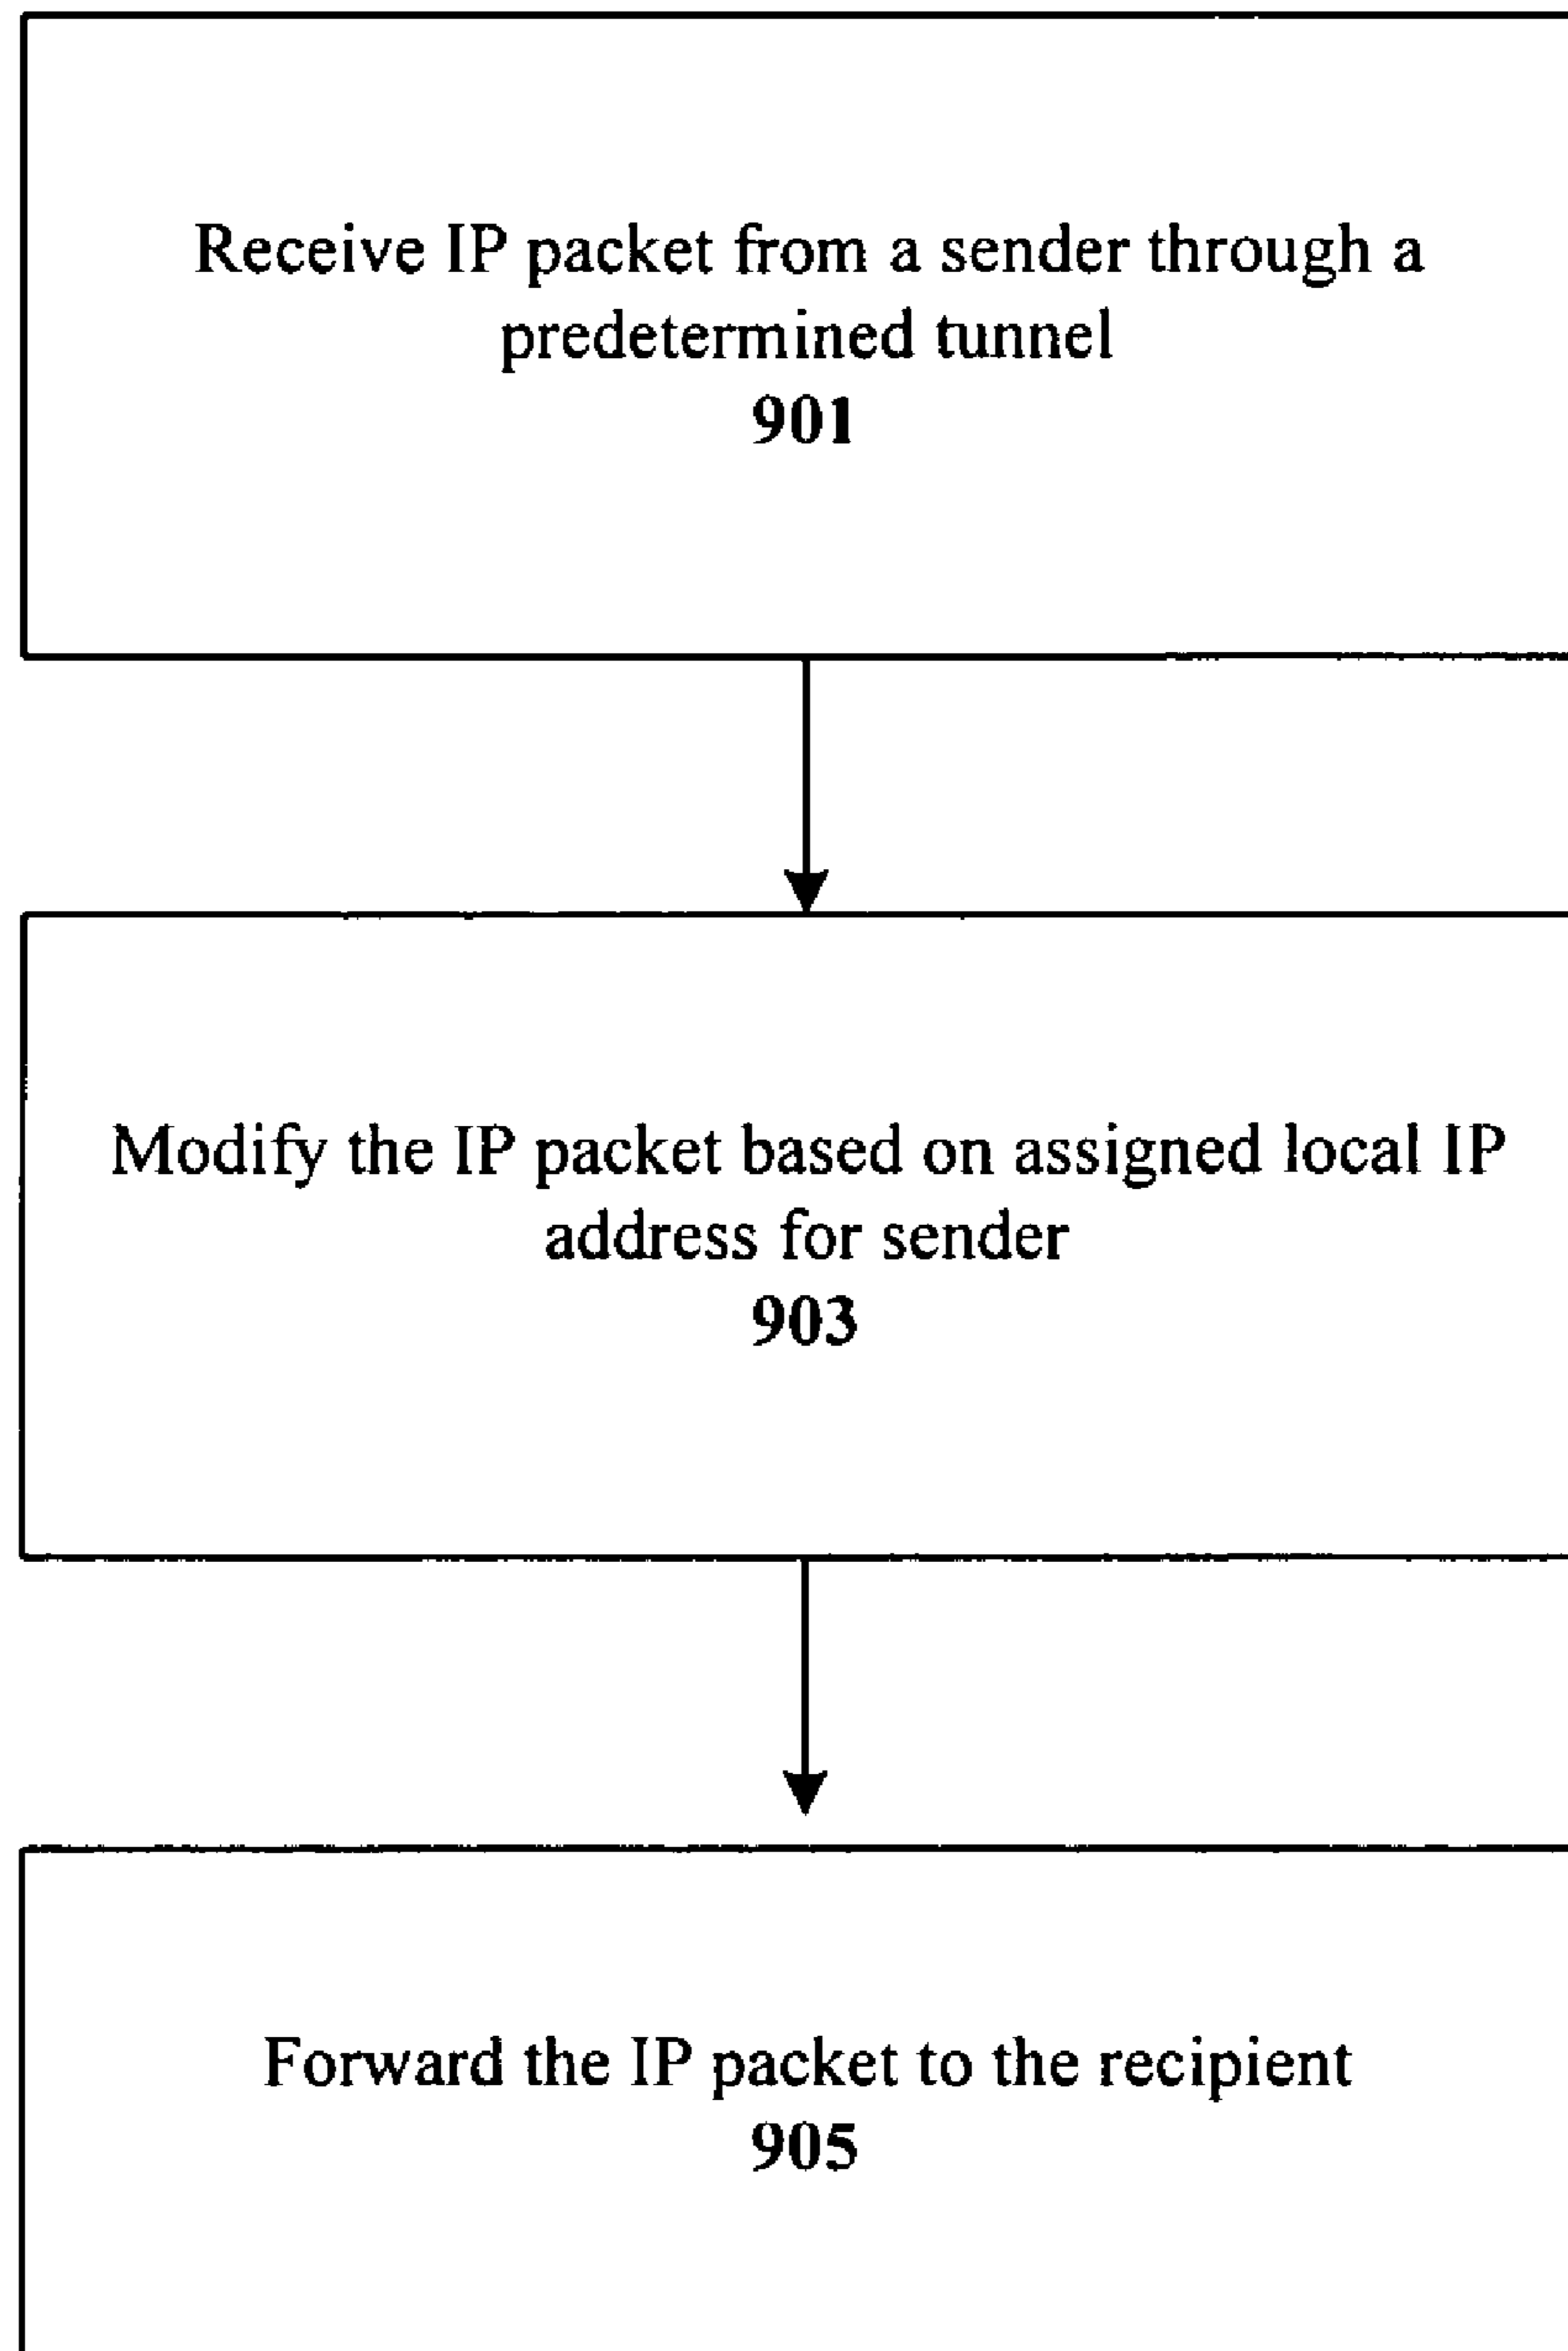 Receive IP packet from a sender through a
predetermined tunnel
901
Modify the IP packet based on assigned local IP
address for sender
903
Forward the IP packet to the recipient
905